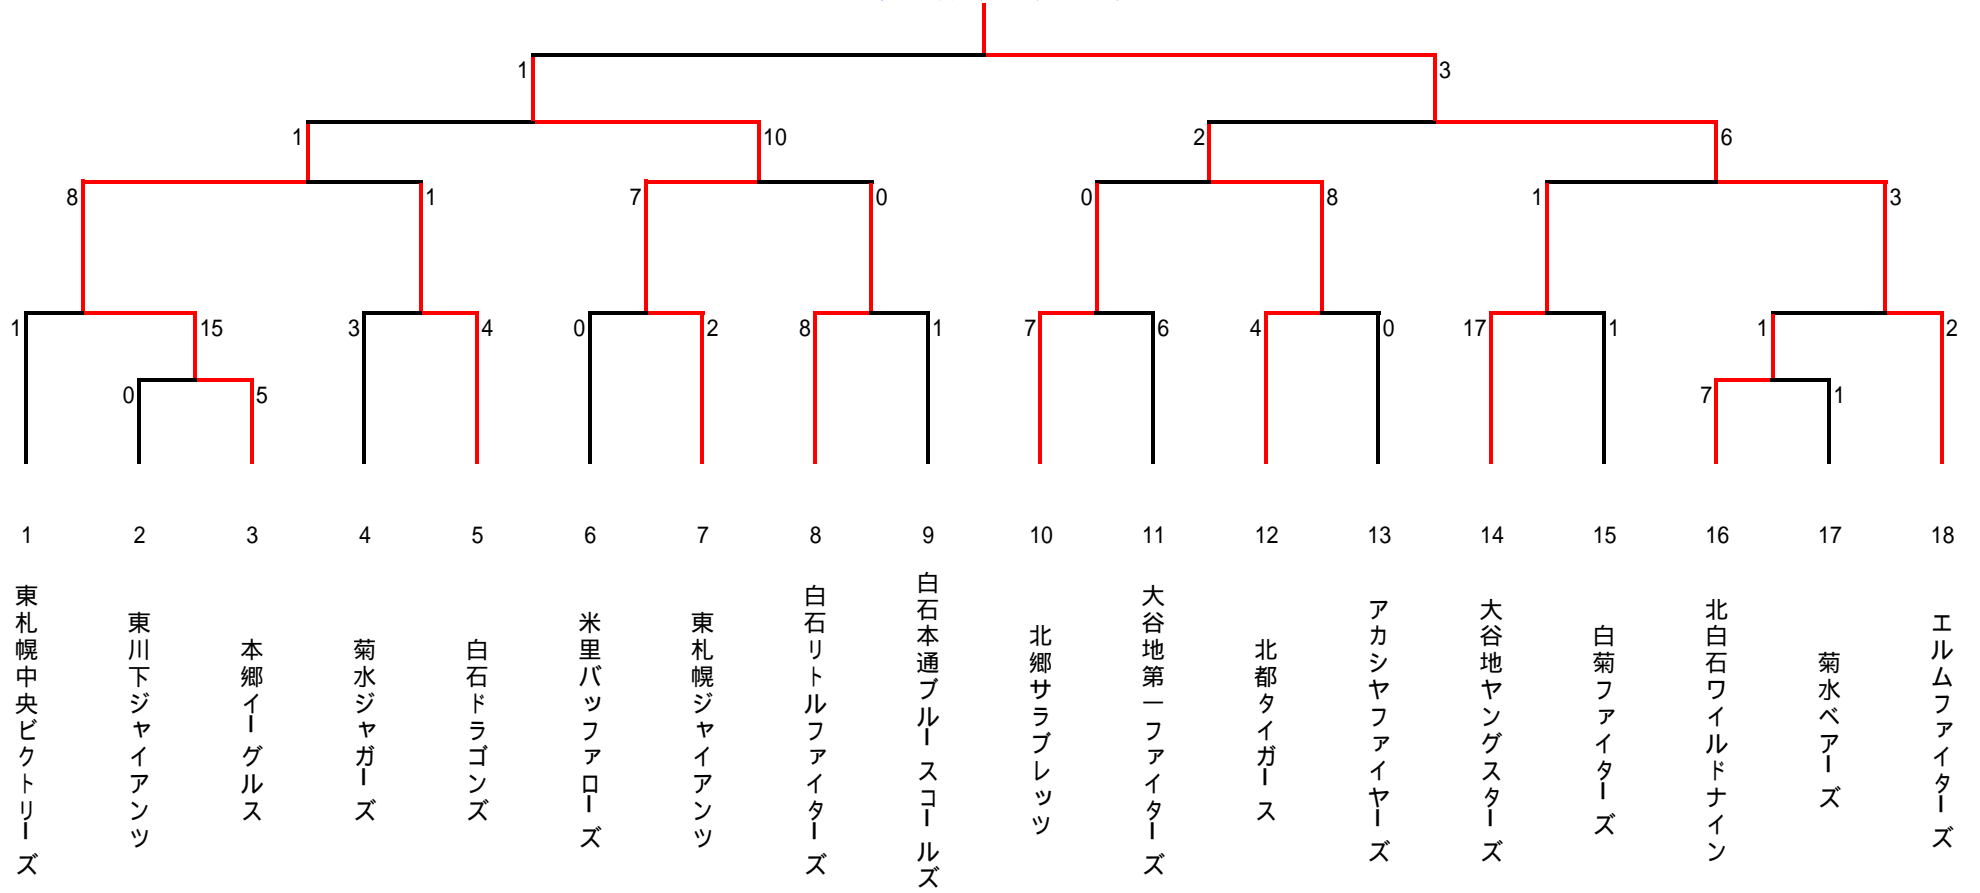 1 3
1 10 2 6
8 1 7 0 0 8 1 3
1 15 3 4 0 2 8 1 7 6 4 0 17 1 1 2
0 5 7 1
1 2 3 4 5 6 7 8 9 10 11 12 13 14 15 16 17 18
東札幌中央ビクトリーズ
東川下ジャイアンツ
本郷イーグルス
菊水ジャガーズ
白石ドラゴンズ
米里バッファローズ
東札幌ジャイアンツ
白石リトルファイターズ
白石本通ブルースコールズ
北郷サラブレッツ
大谷地第一ファイターズ
北都タイガース
アカシヤファイヤーズ
大谷地ヤングスターズ
白菊ファイターズ
北白石ワイルドナイン
菊水ベアーズ
エルムファイターズ